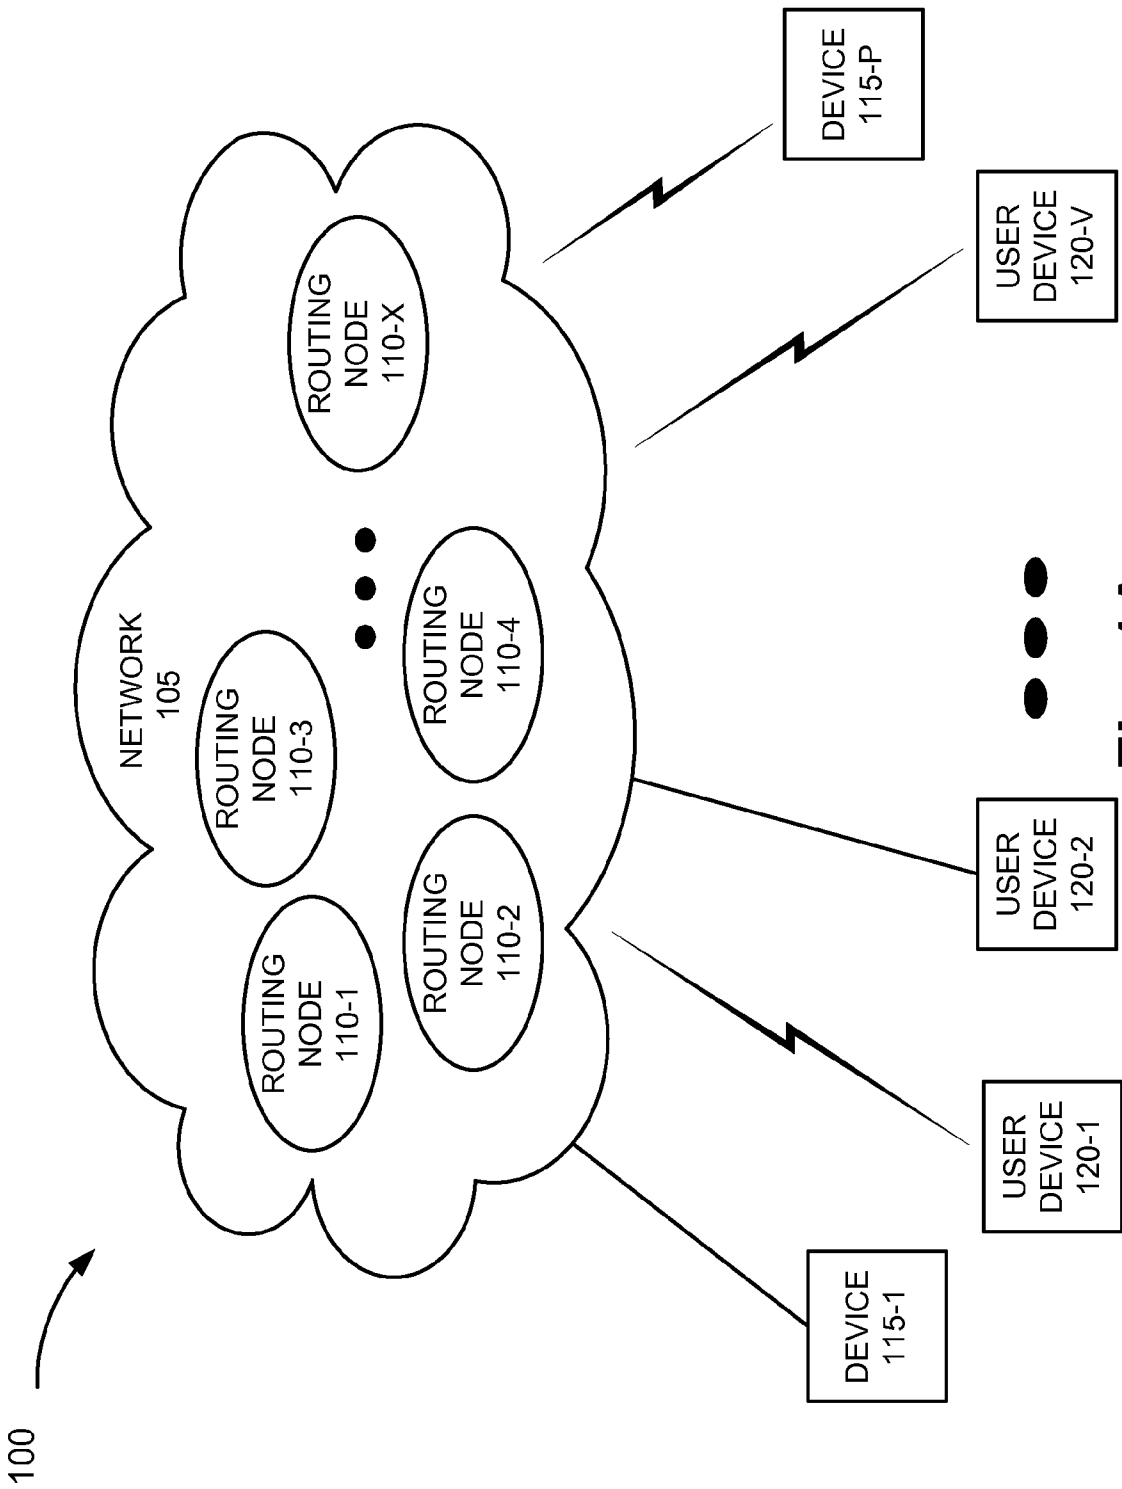 100
NETWORK
105
ROUTING
NODE
110-1
ROUTING
NODE
110-3
ROUTING
NODE
110-X
ROUTING
NODE
110-2
ROUTING
NODE
110-4
DEVICE
115-1
DEVICE
115-P
USER
DEVICE
120-1
USER
DEVICE
120-2
USER
DEVICE
120-V